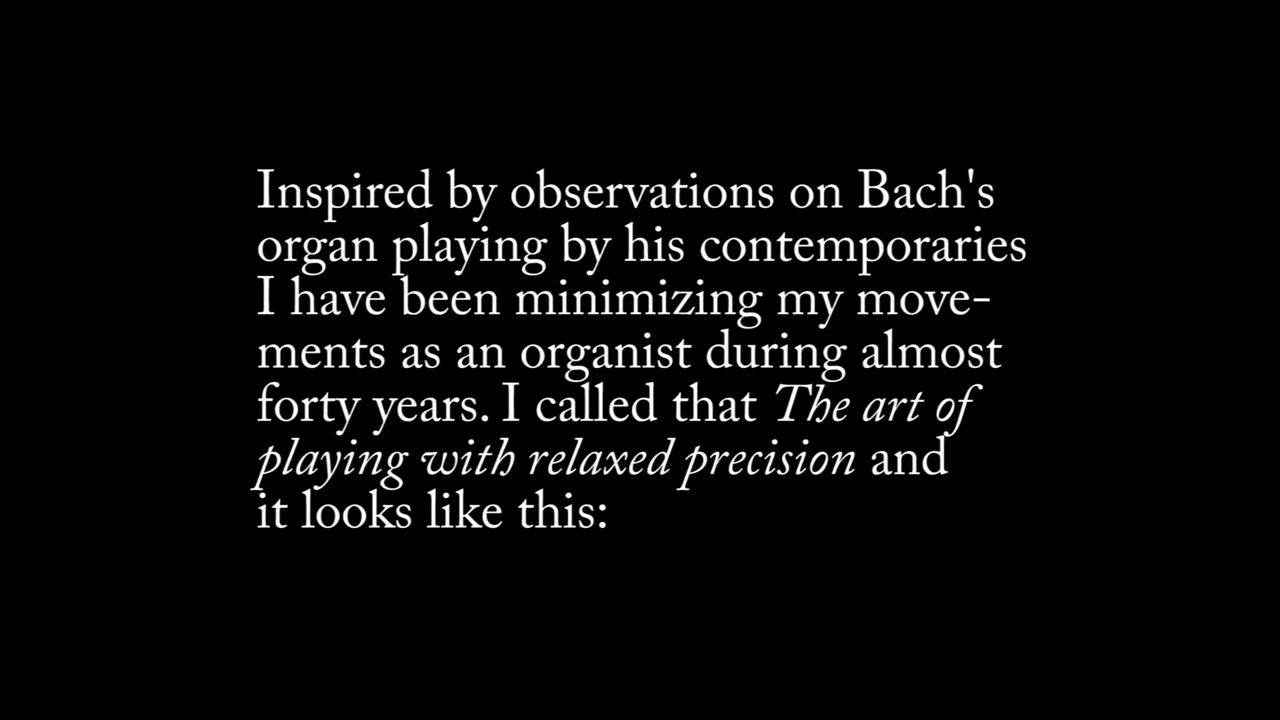 Inspired by observations on Bach's
organ playing by his contemporaries
I have been minimizing my move-
ments as an organist during almost
forty years. I called that The art of
playing with relaxed precision and
it looks like this: